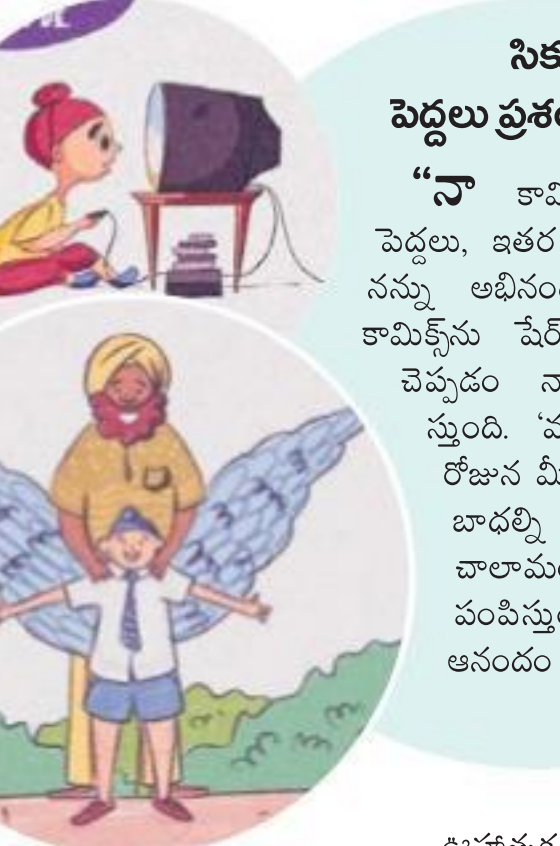 సిక
పెద్దలు ప్రశం
“నా కామి
పెద్దలు, ఇతర
నన్ను అభినం
కామిక్స్‌ను షేర్
చెప్పడం నా
స్తుంది. ‘వ
రోజున మీ
బాధల్ని
చాలామం
పంపిస్తు
ఆనందం